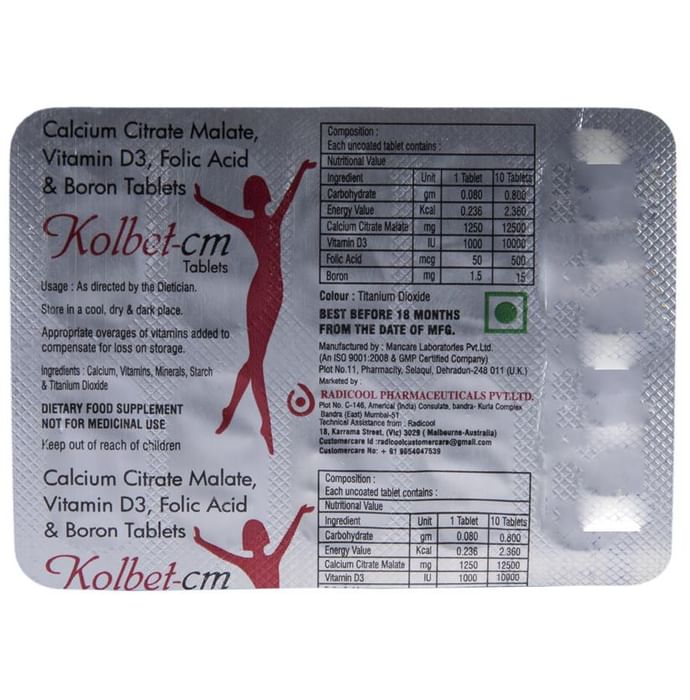 Calcium Citrate Malate,
Vitamin D3, Folic Acid
& Boron Tablets
Kolbet-cm
Tablets
Usage : As directed by the Dietician.
Store in a cool, dry & dark place.
Appropriate overages of vitamins added to
compensate for loss on storage.
Ingredients : Calcium, Vitamins, Minerals, Starch
& Titanium Dioxide
DIETARY FOOD SUPPLEMENT
NOT FOR MEDICINAL USE
Keep out of reach of children
Composition :
Each uncoated tablet contains :
Nutritional Value
Ingredient Unit 1 Tablet 10 Tablets
Carbohydrate gm 0.080 0.800
Energy Value Kcal 0.236 2.360
Calcium Citrate Malate mg 1250 12500
Vitamin D3 IU 1000 10000
Folic Acid mcg 50 500
Boron mg 1.5 15
Colour : Titanium Dioxide
BEST BEFORE 18 MONTHS
FROM THE DATE OF MFG.
Manufactured by : Mancare Laboratories Pvt.Ltd.
(An ISO 9001:2008 & GMP Certified Company)
Plot No.11, Pharmacity, Selaqui, Dehradun-248 011 (U.K.)
Marketed by :
RADICOOL PHARMACEUTICALS PVT.LTD.
Plot No. C-146, Americal (India) Consulate, bandra- Kurla Complex
Bandra (East) Mumbai-51
Technical Assistance from : Radicool
18, Karrama Street, (Vic) 3029 ( Malbourne-Australia)
Customercare Id :radicoolcustomercare@gmail.com
Customercare No: + 91 9854047539
Calcium Citrate Malate,
Vitamin D3, Folic Acid
& Boron Tablets
Kolbet-cm
Composition :
Each uncoated tablet contains :
Nutritional Value
Ingredient Unit 1 Tablet 10 Tablets
Carbohydrate gm 0.080 0.800
Energy Value Kcal 0.236 2.360
Calcium Citrate Malate mg 1250 12500
Vitamin D3 IU 1000 10000